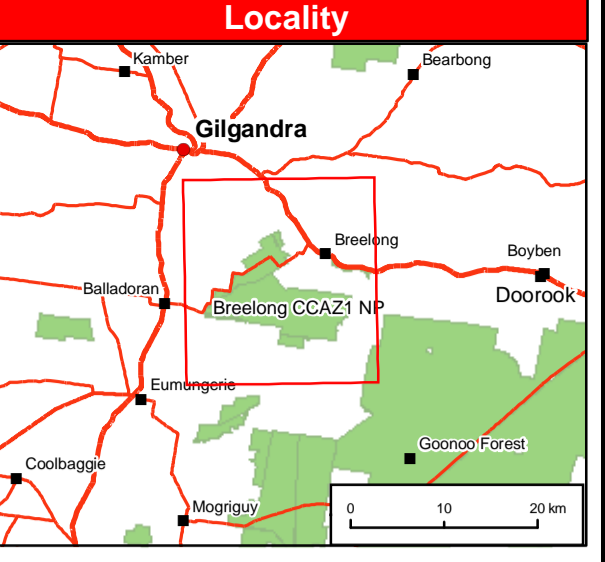 Locality
Kamber
Bearbong
Gilgandra
Breelong
Boyben
Doorook
Balladoran
Breelong CCAZ1 NP
Eumungerie
Goonoo Forest
Coolbaggie
Mogriguy
0 10 20 km